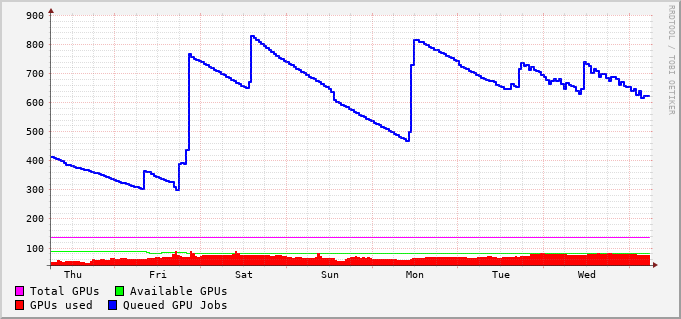 RRDTOOL / TOBI OETIKER
900
800
700
600
500
400
300
200
100
Thu Fri Sat Sun Mon Tue Wed
Total GPUs Available GPUs
GPUs used Queued GPU Jobs